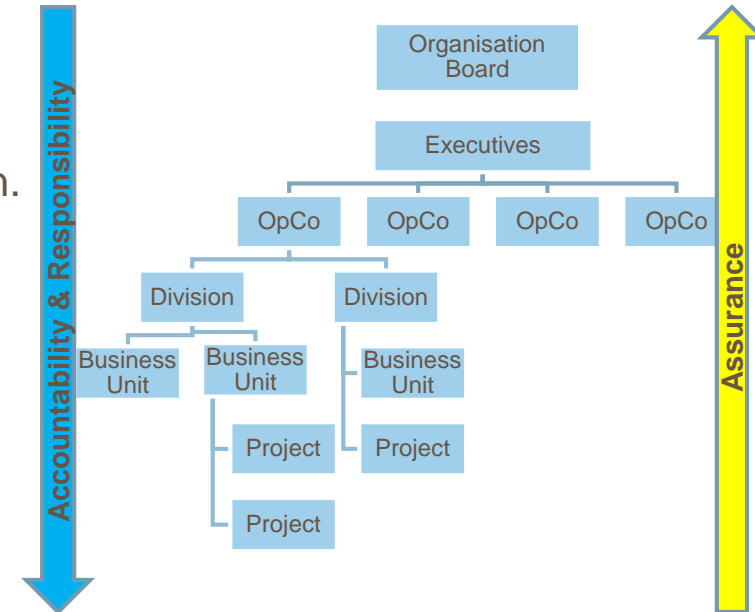 Organisation
Board
Executives
n.
OpCo
OpCo
OpCo
OpCo
Division
Division
Business
Unit
Business
Unit
Business
Unit
Project
Project
Project
Accountability & Responsibility
Assurance